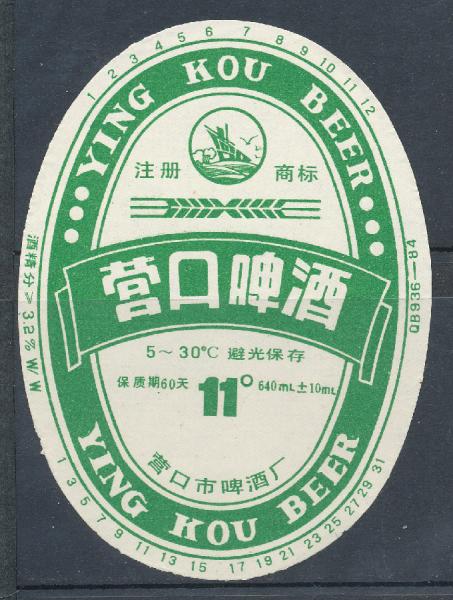 1 2 3 4 5 6 7 8 9 10 11 12
YING KOU BEER
注册 商标
营口啤酒
5～30℃ 避光保存
保质期60天 11° 640mL±10mL
营口市啤酒厂
YING KOU BEER
1 3 5 7 9 11 13 15 17 19 21 23 25 27 29 31
酒精分≥3.2% W/W
QB936—84